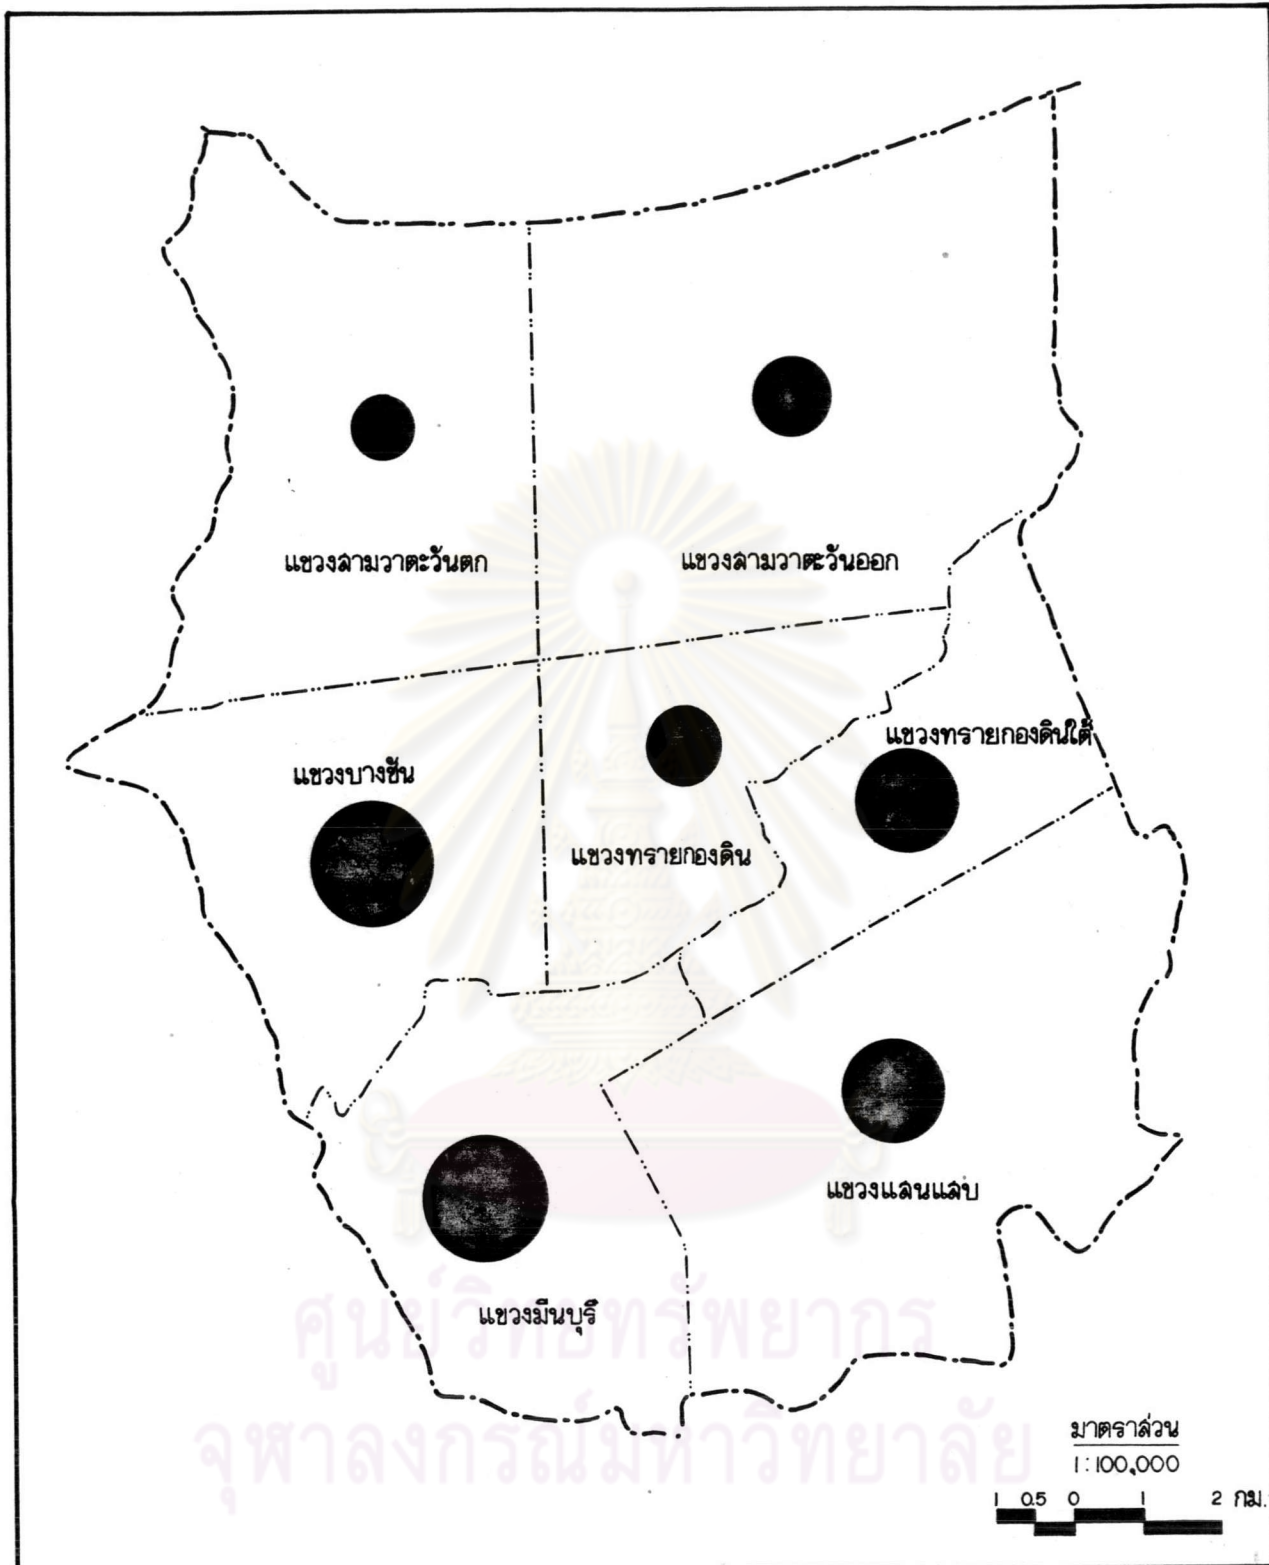 แขวงสามวาตะวันตก
แขวงสามวาตะวันออก
แขวงทรายกองดินใต้
แขวงบางชัน
แขวงทรายกองดิน
แขวงแสนแสบ
แขวงมีนบุรี
ศูนย์วิทยทรัพยากร
จุฬาลงกรณ์มหาวิทยาลัย
มาตราส่วน
1:100,000
1 0.5 0 1 2 กม.